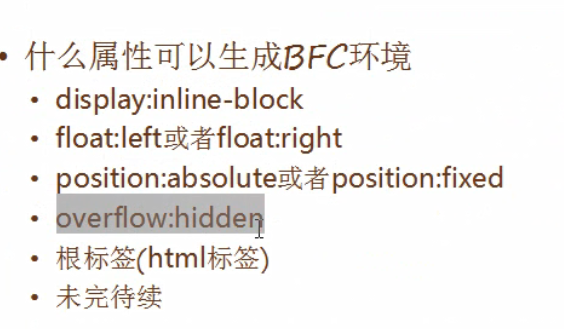 • 什么属性可以生成BFC环境
• display:inline-block
• float:left或者float:right
• position:absolute或者position:fixed
• overflow:hidden
• 根标签(html标签)
• 未完待续